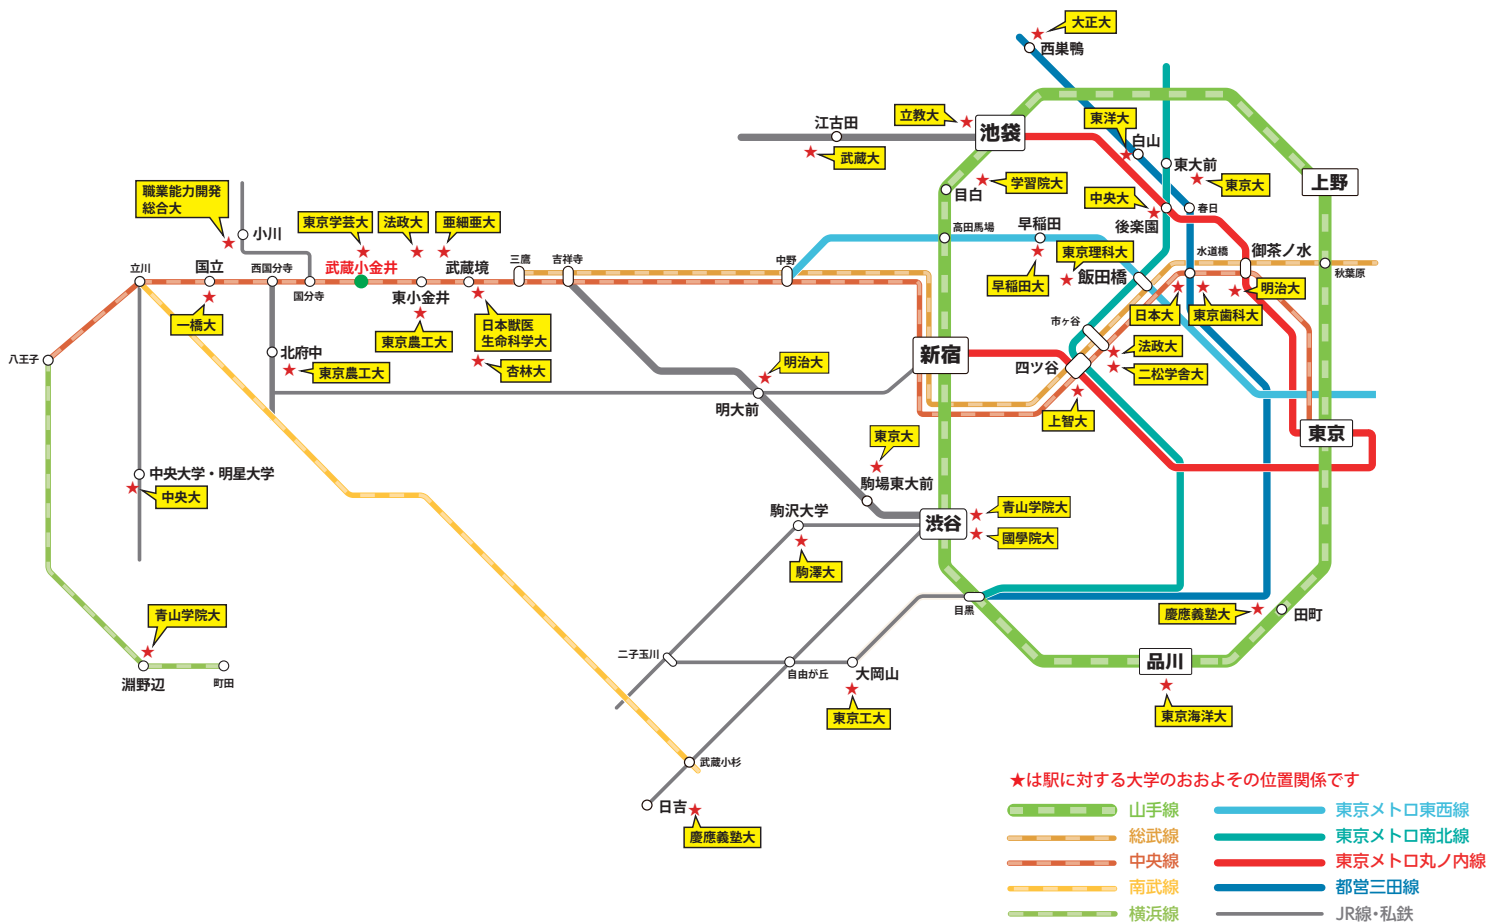 大正大
西巣鴨
立教大
池袋
東洋大
白山
江古田
武蔵大
東大前
東京大
上野
目白
学習院大
中央大
後楽園
春日
職業能力開発
総合大
小川
東京学芸大
法政大
亜細亜大
高田馬場
早稲田
早稲田大
東京理科大
飯田橋
水道橋
御茶ノ水
秋葉原
立川
国立
西国分寺
国分寺
武蔵小金井
東小金井
武蔵境
三鷹
吉祥寺
中野
一橋大
東京農工大
日本獣医
生命科学大
杏林大
日本大
東京歯科大
明治大
市ヶ谷
法政大
二松学舎大
四ツ谷
上智大
新宿
八王子
北府中
東京農工大
明治大
明大前
東京
東京大
駒場東大前
中央大学・明星大学
中央大
駒沢大学
駒澤大
渋谷
青山学院大
國學院大
青山学院大
淵野辺
町田
目黒
慶應義塾大
田町
二子玉川
自由が丘
大岡山
東京工大
品川
東京海洋大
武蔵小杉
日吉
慶應義塾大
★は駅に対する大学のおおよその位置関係です
山手線
総武線
中央線
南武線
横浜線
東京メトロ東西線
東京メトロ南北線
東京メトロ丸ノ内線
都営三田線
JR線・私鉄